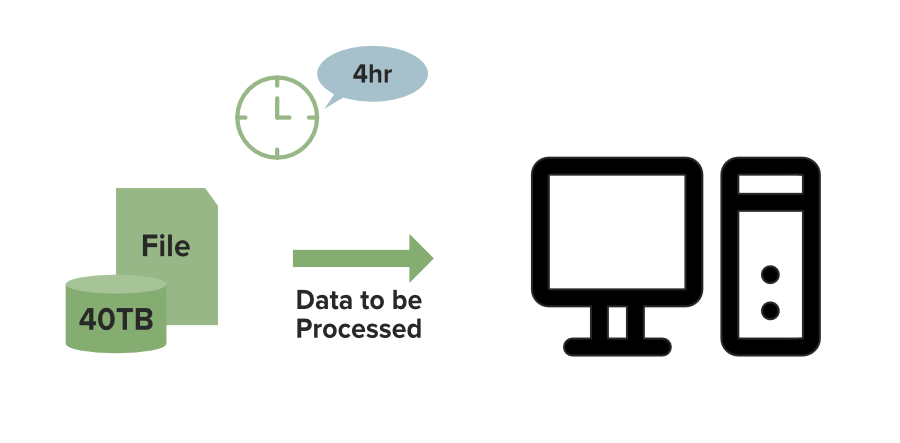 4hr
File
40TB
Data to be
Processed